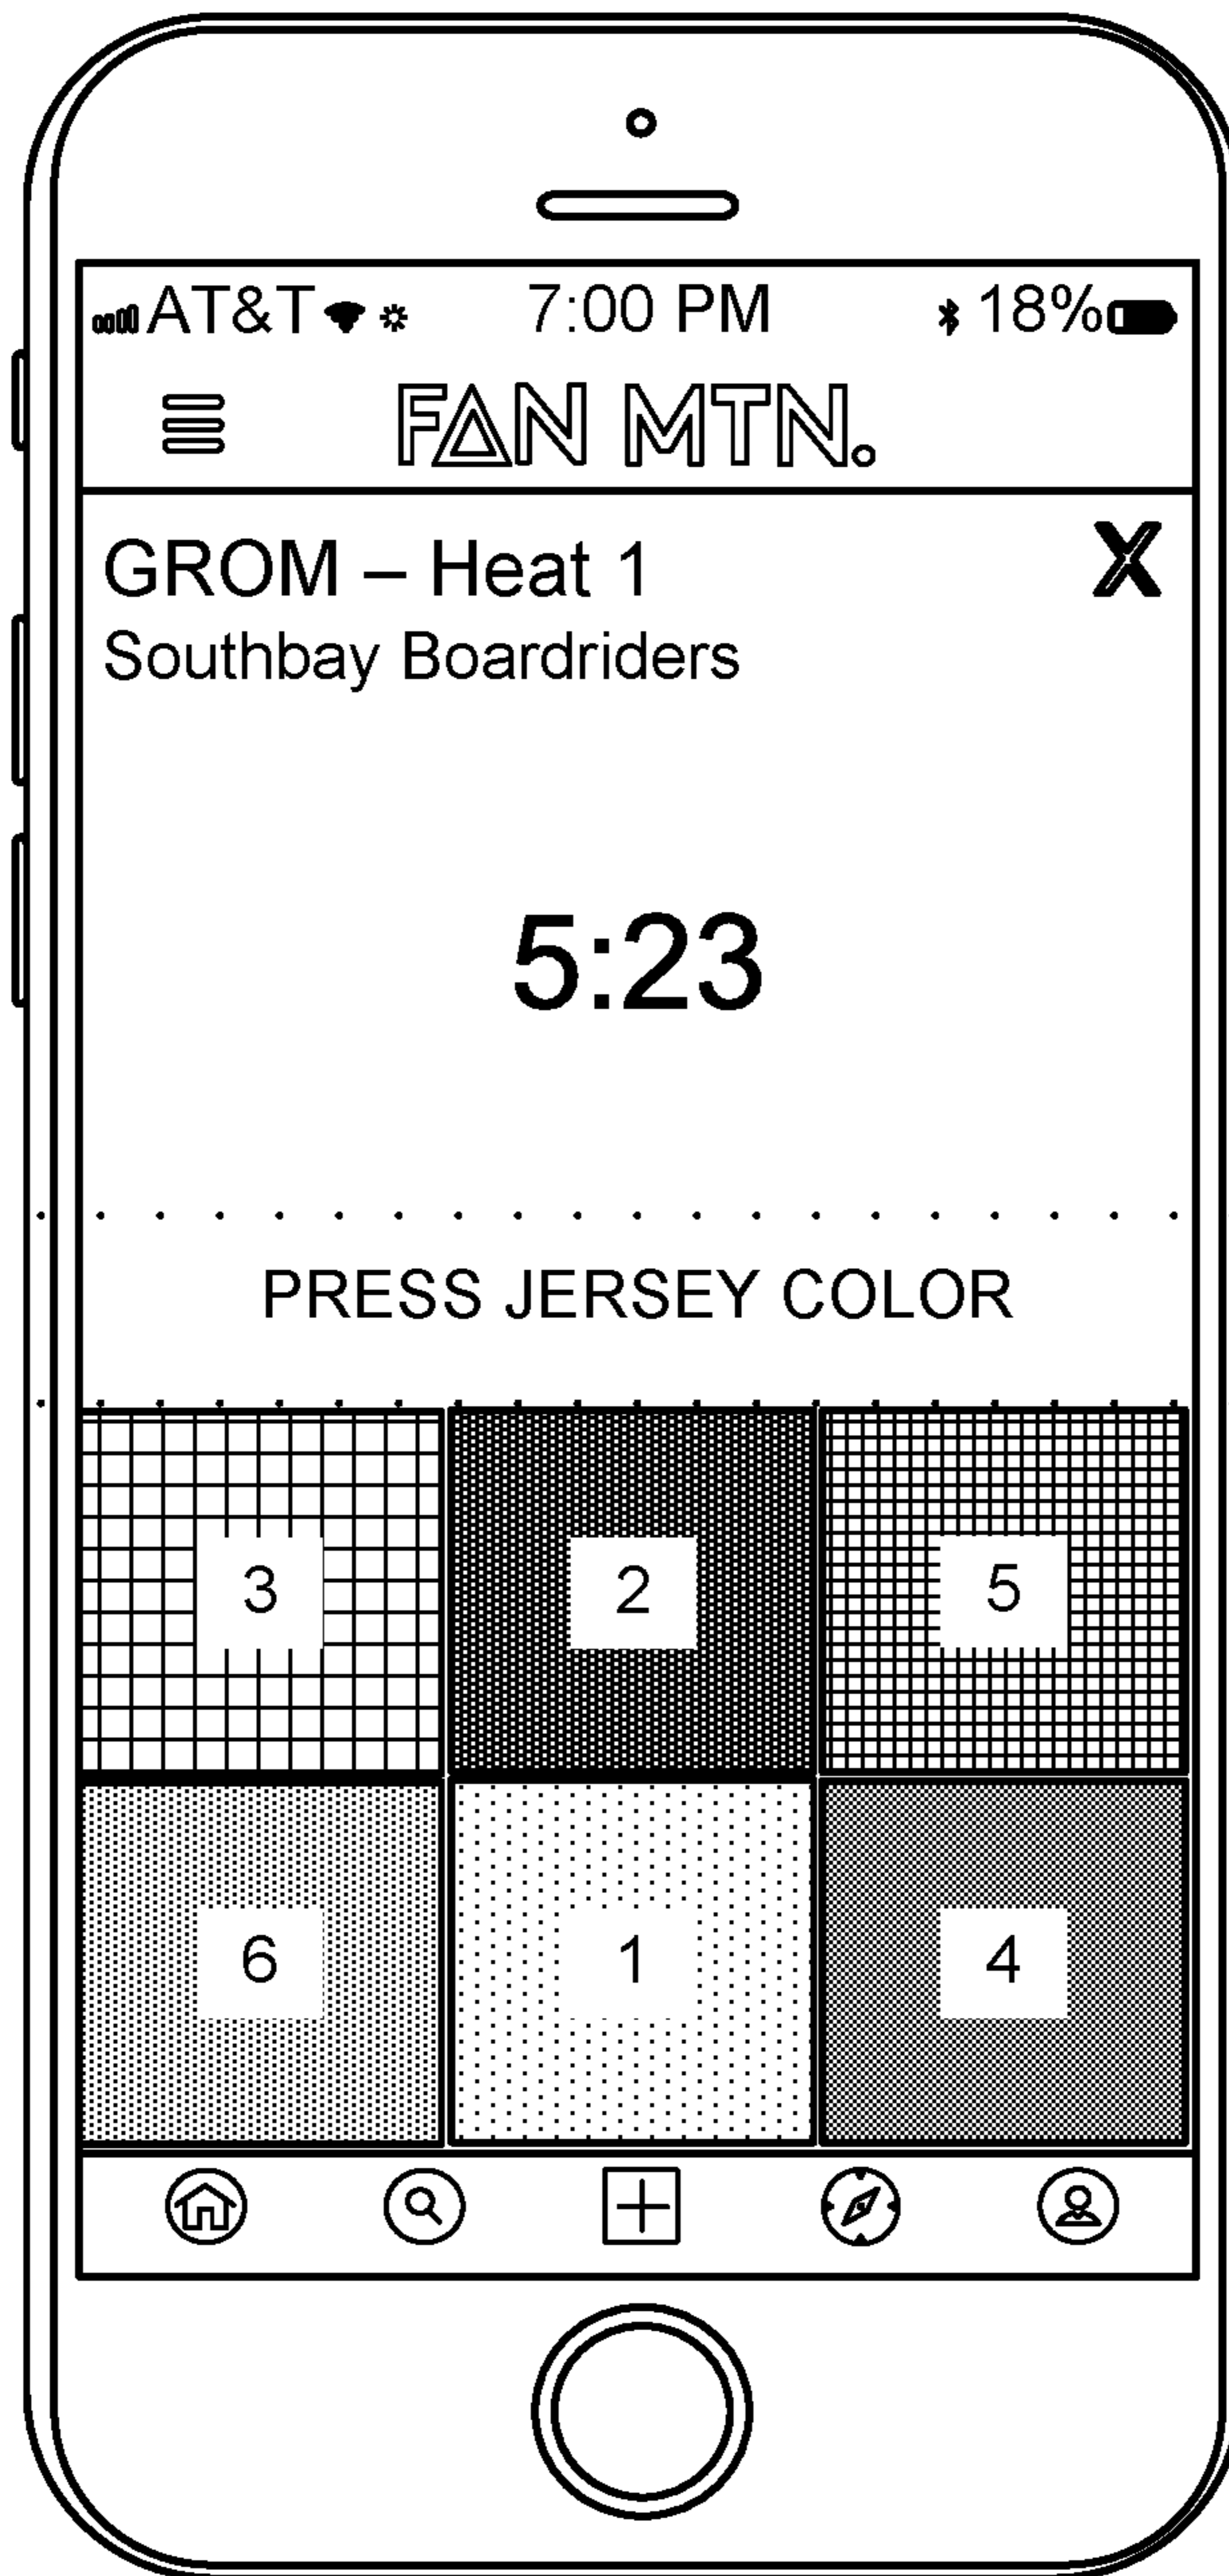 AT&T 7:00 PM 18%
FAN MTN.
GROM – Heat 1 X
Southbay Boardriders
5:23
PRESS JERSEY COLOR
3 2 5
6 1 4